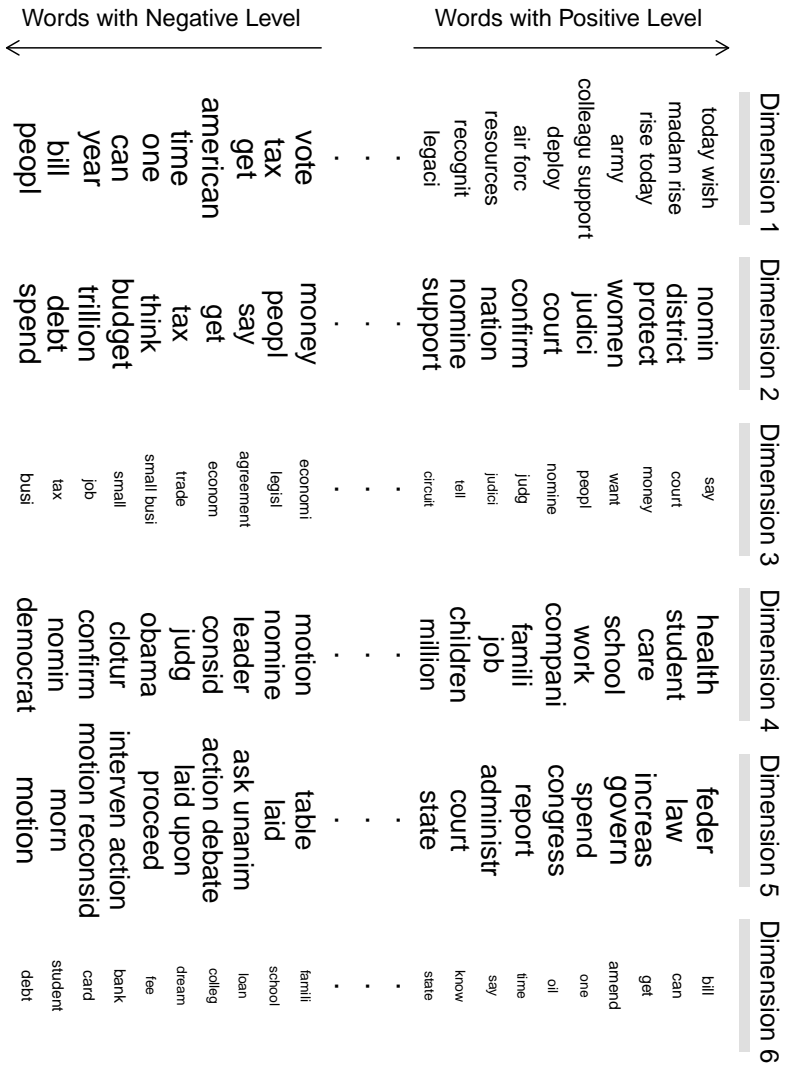 Words with Positive Level
Words with Negative Level
Dimension 1
today wish
madam rise
rise today
army
colleagu support
deploy
air forc
resources
recognit
legaci
.
.
.
vote
tax
get
american
time
one
can
year
bill
peopl
Dimension 2
nomin
district
protect
women
judici
court
confirm
nation
nomine
support
.
.
.
money
peopl
say
get
tax
think
budget
trillion
debt
spend
Dimension 3
say
court
money
want
peopl
nomine
judg
judici
tell
circuit
.
.
.
economi
legisl
agreement
econom
trade
small busi
small
job
tax
busi
Dimension 4
health
student
care
school
work
compani
famili
job
children
million
.
.
.
motion
nomine
leader
consid
judg
obama
clotur
confirm
nomin
democrat
Dimension 5
feder
law
increas
govern
spend
congress
report
administr
court
state
.
.
.
table
laid
ask unanim
action debate
laid upon
proceed
interven action
motion reconsid
morn
motion
Dimension 6
bill
can
get
amend
one
oil
time
say
know
state
.
.
.
famili
school
loan
colleg
dream
fee
bank
card
student
debt